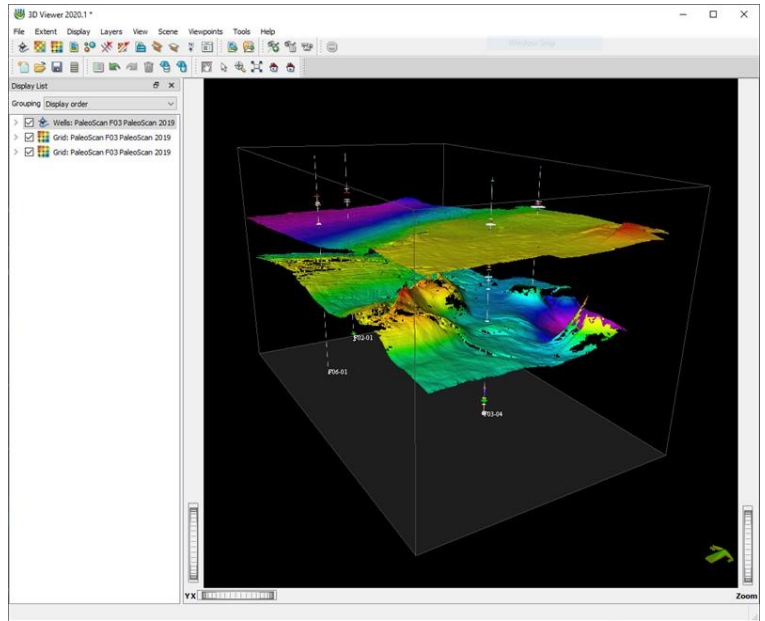 3D Viewer 2020.1 *
File Extent Display Layers View Scene Viewpoints Tools Help
Display List
Grouping Display order
Wells: PaleoScan F03 PaleoScan 2019
Grid: PaleoScan F03 PaleoScan 2019
Grid: PaleoScan F03 PaleoScan 2019
F02-01
F06-01
F03-04
Y X
Zoom